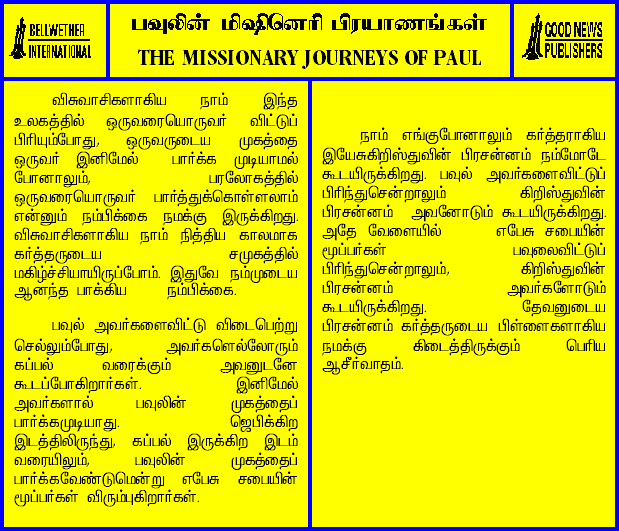 BELLWETHER
INTERNATIONAL
பவுலின் மிஷினெரி பிரயாணங்கள்
THE MISSIONARY JOURNEYS OF PAUL
GOOD NEWS
PUBLISHERS
விசுவாசிகளாகிய நாம் இந்த
உலகத்தில் ஒருவரையொருவர் விட்டுப்
பிரியும்போது, ஒருவருடைய முகத்தை
ஒருவர் இனிமேல் பார்க்க முடியாமல்
போனாலும், பரலோகத்தில்
ஒருவரையொருவர் பார்த்துக்கொள்ளலாம்
என்னும் நம்பிக்கை நமக்கு இருக்கிறது.
விசுவாசிகளாகிய நாம் நித்திய காலமாக
கர்த்தருடைய சமுகத்தில்
மகிழ்ச்சியாயிருப்போம். இதுவே நம்முடைய
ஆனந்த பாக்கிய நம்பிக்கை.
பவுல் அவர்களைவிட்டு விடைபெற்று
செல்லும்போது, அவர்களெல்லோரும்
கப்பல் வரைக்கும் அவனுடனே
கூடப்போகிறார்கள். இனிமேல்
அவர்களால் பவுலின் முகத்தைப்
பார்க்கமுடியாது. ஜெபிக்கிற
இடத்திலிருந்து, கப்பல் இருக்கிற இடம்
வரையிலும், பவுலின் முகத்தைப்
பார்க்கவேண்டுமென்று எபேசு சபையின்
மூப்பர்கள் விரும்புகிறார்கள்.
நாம் எங்குபோனாலும் கர்த்தராகிய
இயேசுகிறிஸ்துவின் பிரசன்னம் நம்மோடே
கூடயிருக்கிறது. பவுல் அவர்களைவிட்டுப்
பிரிந்துசென்றாலும் கிறிஸ்துவின்
பிரசன்னம் அவனோடும் கூடயிருக்கிறது.
அதே வேளையில் எபேசு சபையின்
மூப்பர்கள் பவுலைவிட்டுப்
பிரிந்துசென்றாலும், கிறிஸ்துவின்
பிரசன்னம் அவர்களோடும்
கூடயிருக்கிறது. தேவனுடைய
பிரசன்னம் கர்த்தருடைய பிள்ளைகளாகிய
நமக்கு கிடைத்திருக்கும் பெரிய
ஆசீர்வாதம்.